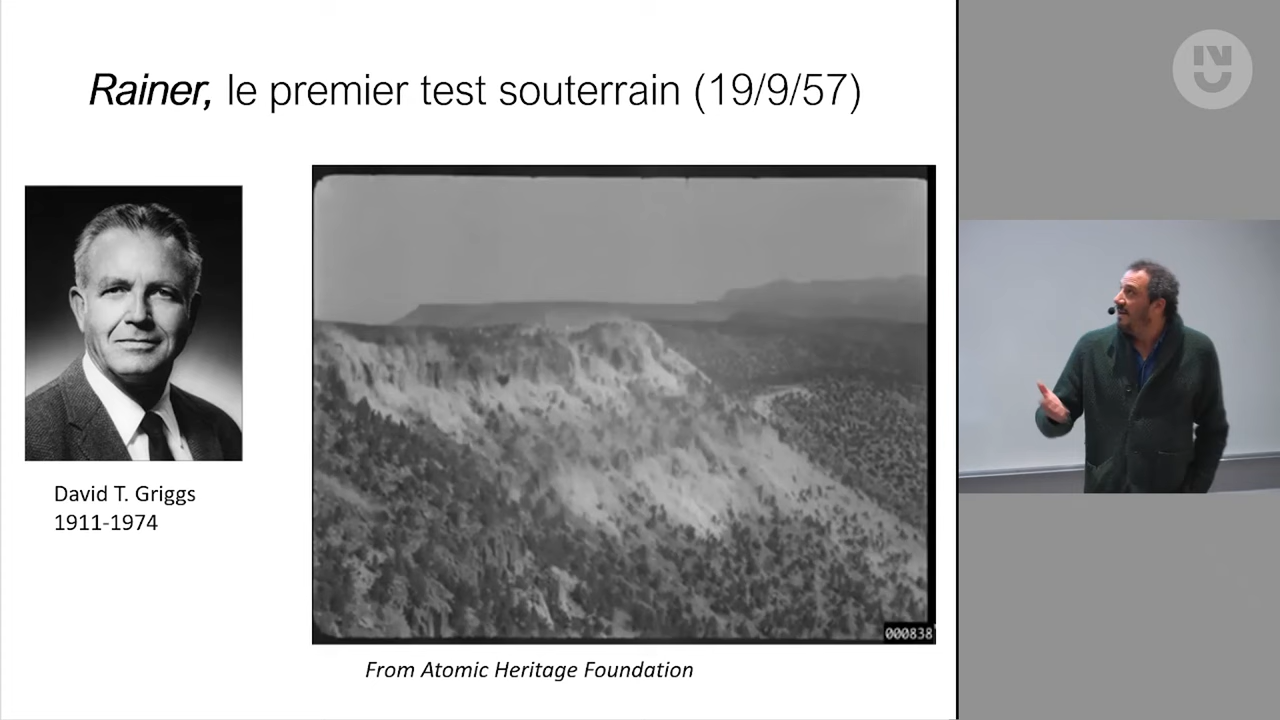 Rainer, le premier test souterrain (19/9/57)
David T. Griggs
1911-1974
000838
From Atomic Heritage Foundation